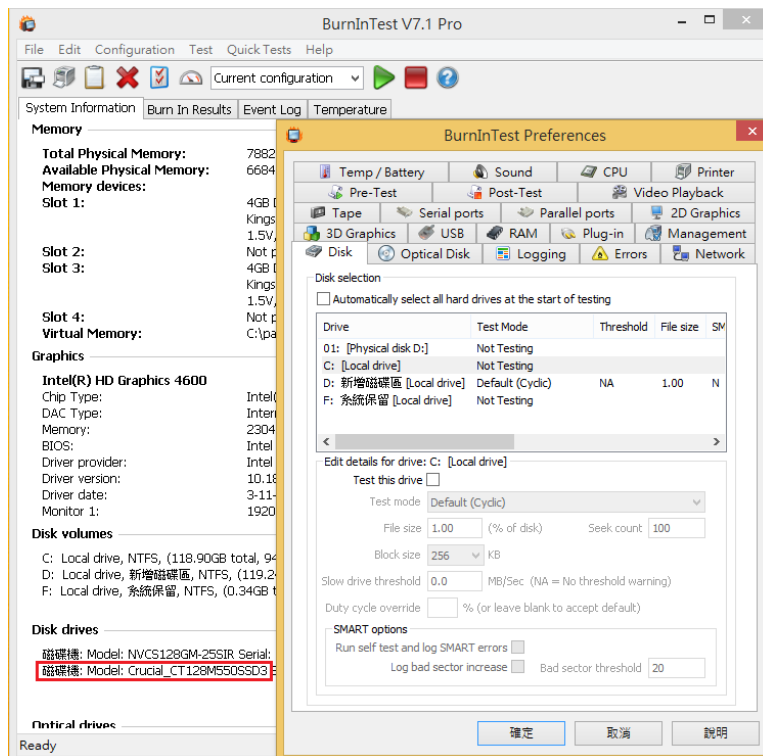 BurnInTest V7.1 Pro
File Edit Configuration Test Quick Tests Help
Current configuration
System Information Burn In Results Event Log Temperature
Memory
Total Physical Memory: 7882
Available Physical Memory: 6684
Memory devices:
Slot 1: 4GB
Kings
1.5V,
Slot 2: Not p
Slot 3: 4GB
Kings
1.5V,
Slot 4: Not p
Virtual Memory: C:\pa
Graphics
Intel(R) HD Graphics 4600
Chip Type: Intel(
DAC Type: Inter
Memory: 2304
BIOS: Intel
Driver provider: Intel
Driver version: 10.18
Driver date: 3-11-
Monitor 1: 1920
Disk volumes
C: Local drive, NTFS, (118.90GB total, 94
D: Local drive, 新增磁碟區, NTFS, (119.2
F: Local drive, 系統保留, NTFS, (0.34GB t
Disk drives
磁碟機: Model: NVCS128GM-25SIR Serial:
磁碟機: Model: Crucial_CT128M550SSD3
Optical drives
Ready
BurnInTest Preferences
Temp / Battery Sound CPU Printer
Pre-Test Post-Test Video Playback
Tape Serial ports Parallel ports 2D Graphics
3D Graphics USB RAM Plug-in Management
Disk Optical Disk Logging Errors Network
Disk selection
Automatically select all hard drives at the start of testing
Drive Test Mode Threshold File size SM
01: [Physical disk D:] Not Testing
C: [Local drive] Not Testing
D: 新增磁碟區 [Local drive] Default (Cyclic) NA 1.00 N
F: 系統保留 [Local drive] Not Testing
Edit details for drive: C: [Local drive]
Test this drive
Test mode Default (Cyclic)
File size 1.00 (% of disk) Seek count 100
Block size 256 KB
Slow drive threshold 0.0 MB/Sec (NA = No threshold warning)
Duty cycle override % (or leave blank to accept default)
SMART options
Run self test and log SMART errors
Log bad sector increase Bad sector threshold 20
確定 取消 說明